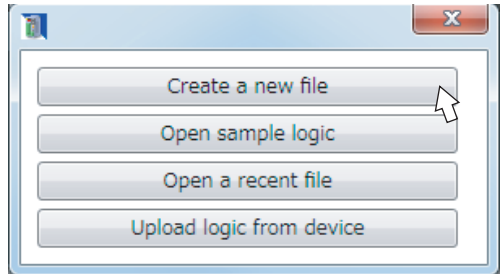 Create a new file
Open sample logic
Open a recent file
Upload logic from device